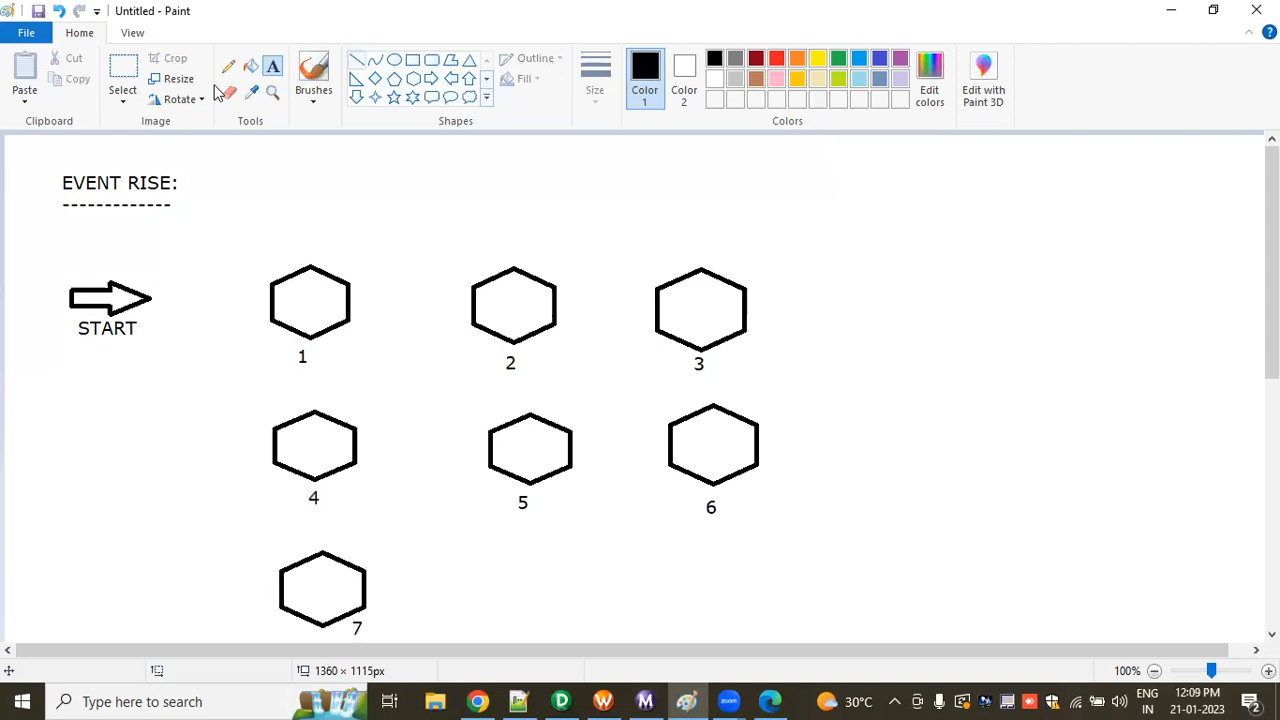 Untitled - Paint
File
Home
View
Paste
Cut
Copy
Clipboard
Select
Crop
Resize
Rotate
Image
A
Tools
Brushes
Outline
Fill
Shapes
Size
Color 1
Color 2
Edit colors
Colors
Edit with Paint 3D
EVENT RISE:
-------------
START
1
2
3
4
5
6
7
1360 × 1115px
100%
Type here to search
30°C
ENG
IN
12:09 PM
21-01-2023
2
zoom